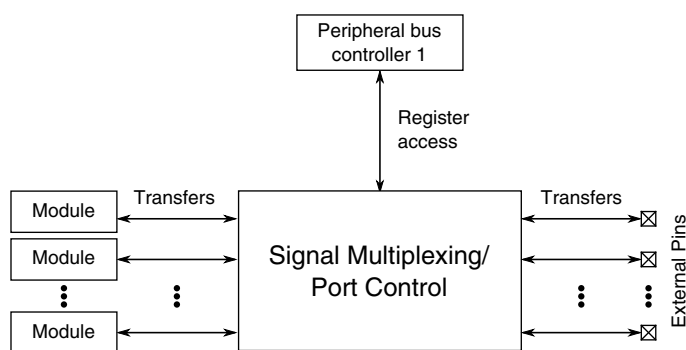 Peripheral bus
controller 1
Register
access
Transfers
Transfers
Module
Module
Module
Signal Multiplexing/
Port Control
External Pins